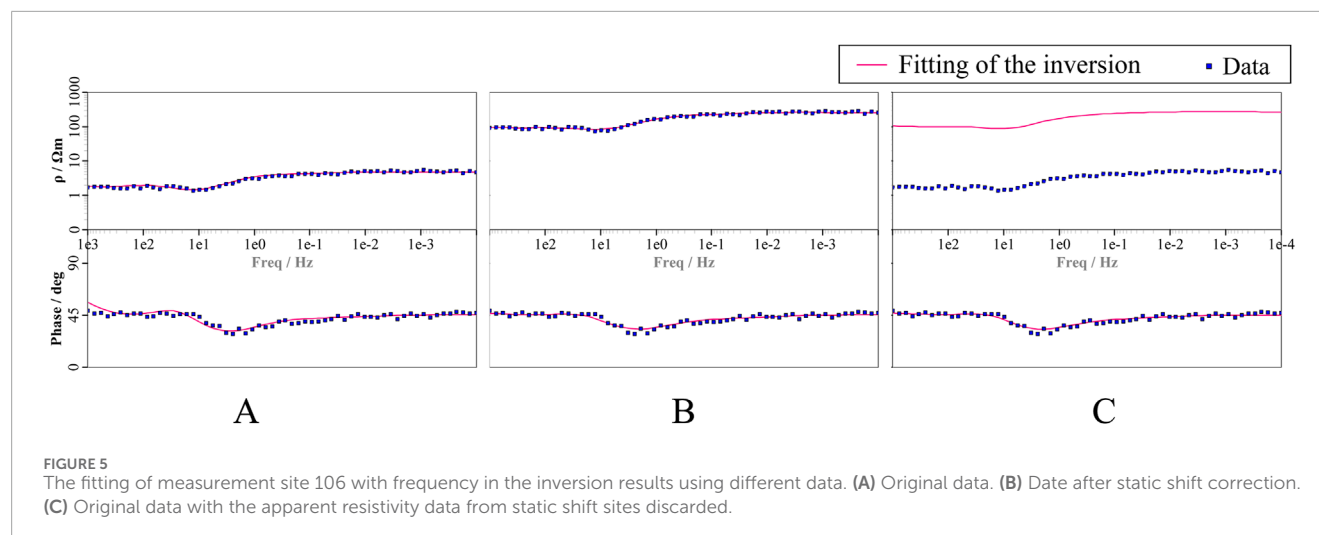 Fitting of the inversion Data
1000
100
10
1
0
ρ / Ωm
1e3 1e2 1e1 1e0 1e-1 1e-2 1e-3
Freq / Hz
1e2 1e1 1e0 1e-1 1e-2 1e-3
Freq / Hz
1e2 1e1 1e0 1e-1 1e-2 1e-3 1e-4
Freq / Hz
90
45
0
Phase / deg
A B C
FIGURE 5
The fitting of measurement site 106 with frequency in the inversion results using different data. (A) Original data. (B) Date after static shift correction.
(C) Original data with the apparent resistivity data from static shift sites discarded.